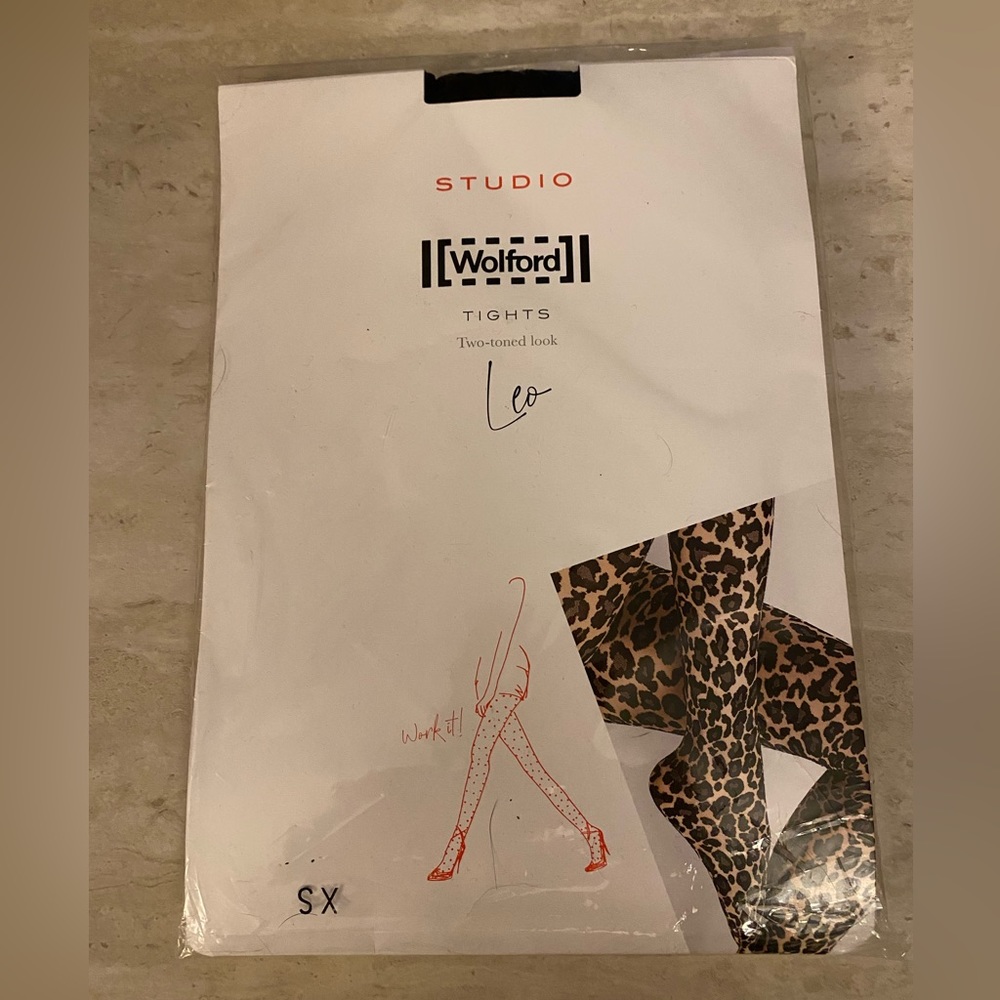 STUDIO
Wolford
TIGHTS
Two-toned look
Leo
Work it!
SX